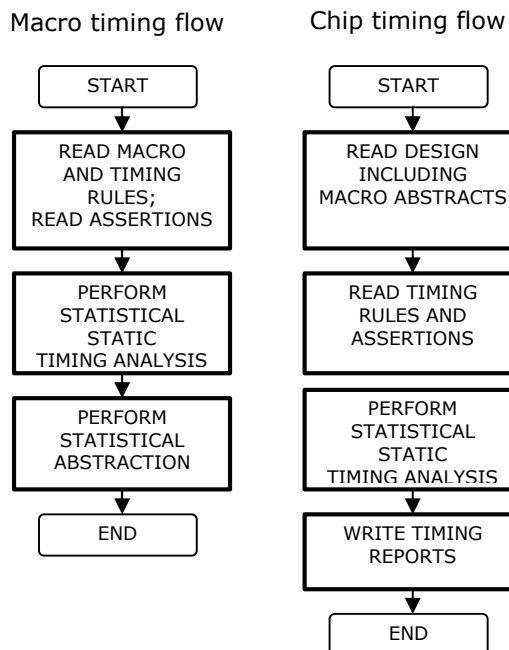 Macro timing flow
START
READ MACRO
AND TIMING
RULES;
READ ASSERTIONS
PERFORM
STATISTICAL
STATIC
TIMING ANALYSIS
PERFORM
STATISTICAL
ABSTRACTION
END
Chip timing flow
START
READ DESIGN
INCLUDING
MACRO ABSTRACTS
READ TIMING
RULES AND
ASSERTIONS
PERFORM
STATISTICAL
STATIC
TIMING ANALYSIS
WRITE TIMING
REPORTS
END